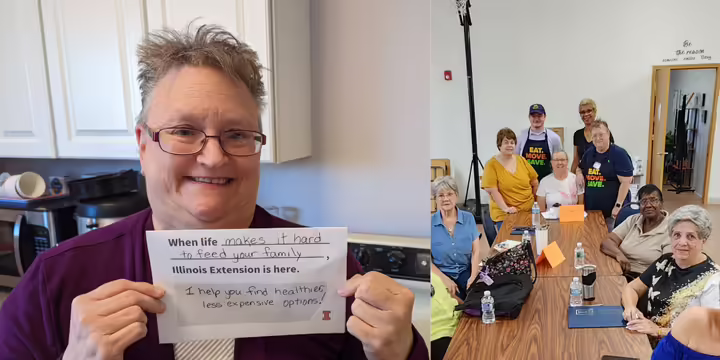 When life makes it hard
to feed your family,
Illinois Extension is here.
I help you find healthier,
less expensive options!
I
EAT.
MOVE.
SAVE.
EAT.
MOVE.
SAVE.